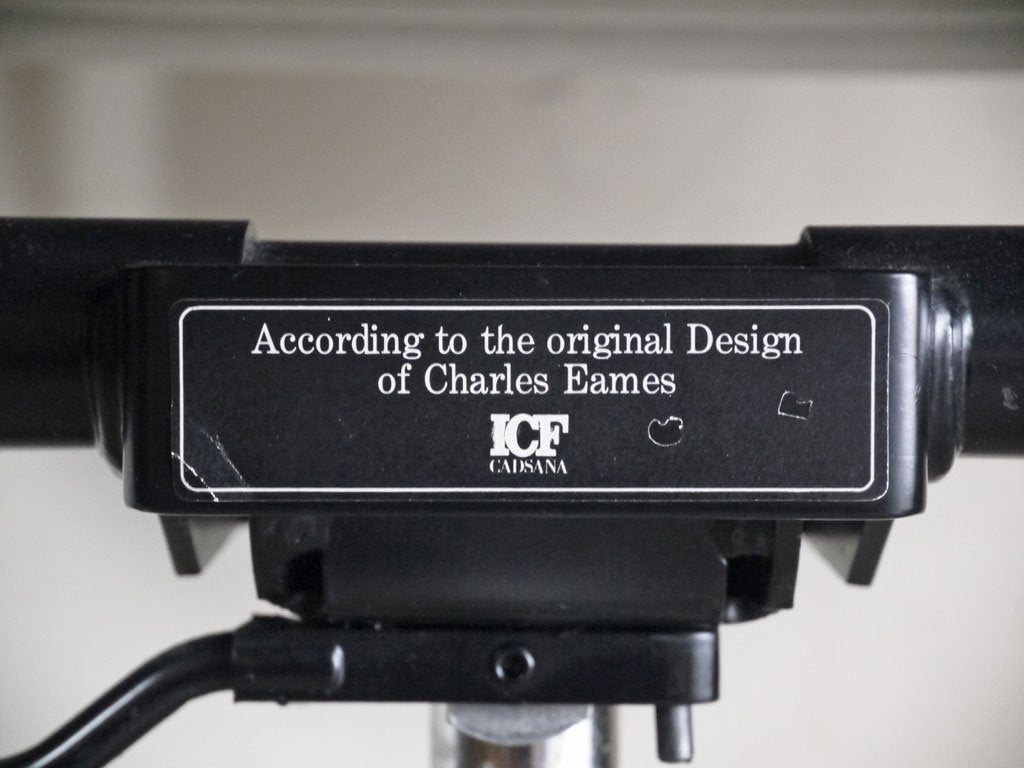 According to the original Design
of Charles Eames
ICF
CADSANA